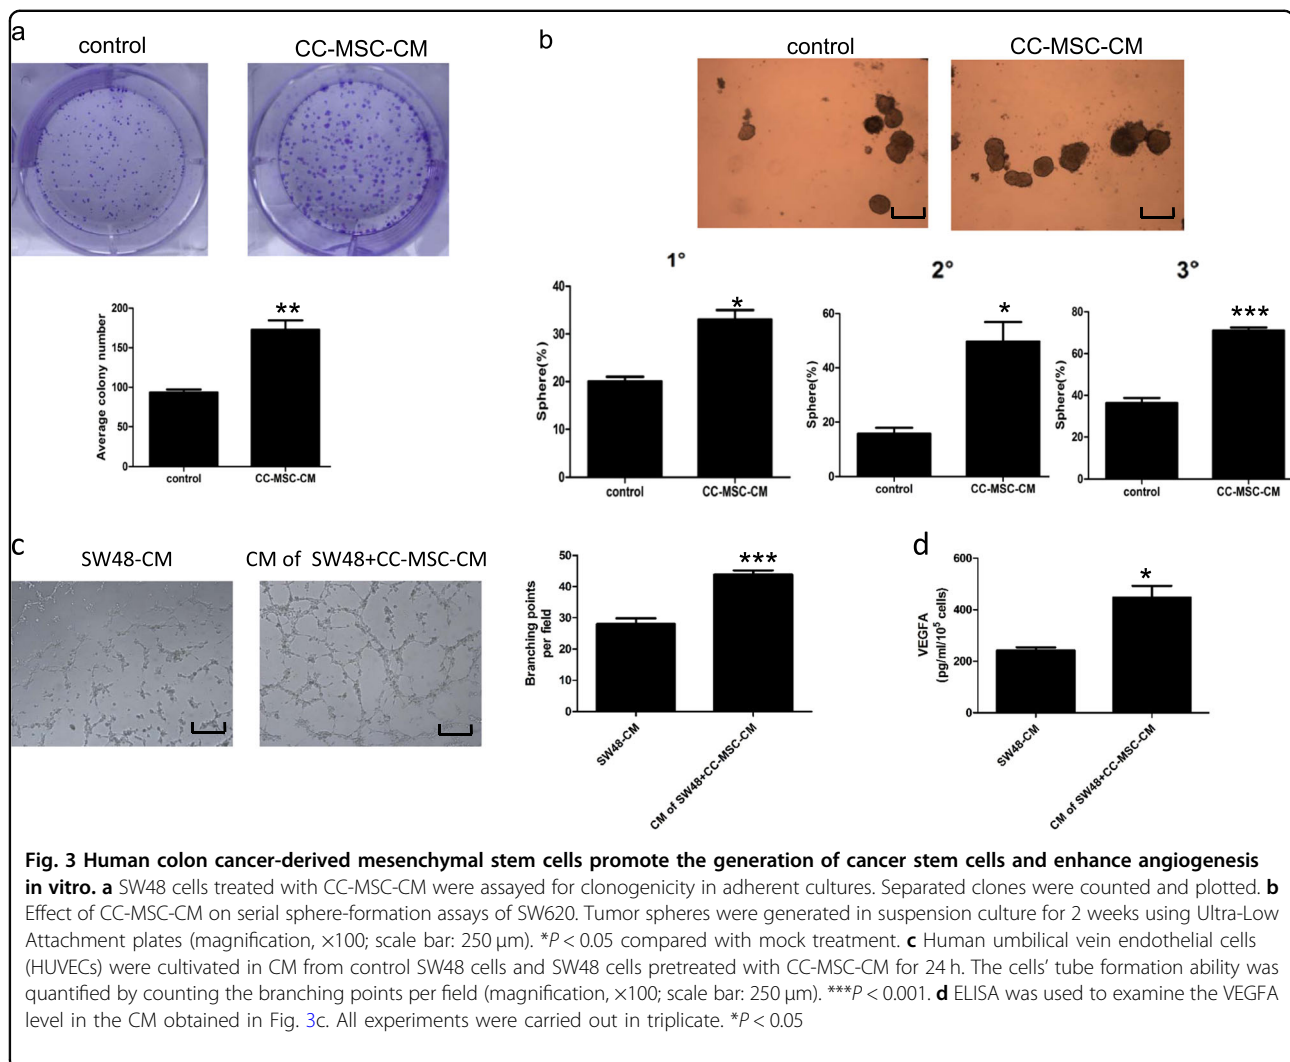 a
control
CC-MSC-CM
Average colony number
200
150
100
50
0
**
control
CC-MSC-CM
b
control
CC-MSC-CM
1°
2°
3°
Sphere(%)
40
30
20
10
0
*
control
CC-MSC-CM
Sphere(%)
60
40
20
0
*
control
CC-MSC-CM
Sphere(%)
80
60
40
20
0
***
control
CC-MSC-CM
c
SW48-CM
CM of SW48+CC-MSC-CM
Branching points
per field
50
40
30
20
10
0
***
SW48-CM
CM of SW48+CC-MSC-CM
d
VEGFA
(pg/ml/10⁵ cells)
600
400
200
0
*
SW48-CM
CM of SW48+CC-MSC-CM
Fig. 3 Human colon cancer-derived mesenchymal stem cells promote the generation of cancer stem cells and enhance angiogenesis
in vitro. a SW48 cells treated with CC-MSC-CM were assayed for clonogenicity in adherent cultures. Separated clones were counted and plotted. b
Effect of CC-MSC-CM on serial sphere-formation assays of SW620. Tumor spheres were generated in suspension culture for 2 weeks using Ultra-Low
Attachment plates (magnification, ×100; scale bar: 250 μm). *P < 0.05 compared with mock treatment. c Human umbilical vein endothelial cells
(HUVECs) were cultivated in CM from control SW48 cells and SW48 cells pretreated with CC-MSC-CM for 24 h. The cells' tube formation ability was
quantified by counting the branching points per field (magnification, ×100; scale bar: 250 μm). ***P < 0.001. d ELISA was used to examine the VEGFA
level in the CM obtained in Fig. 3c. All experiments were carried out in triplicate. *P < 0.05